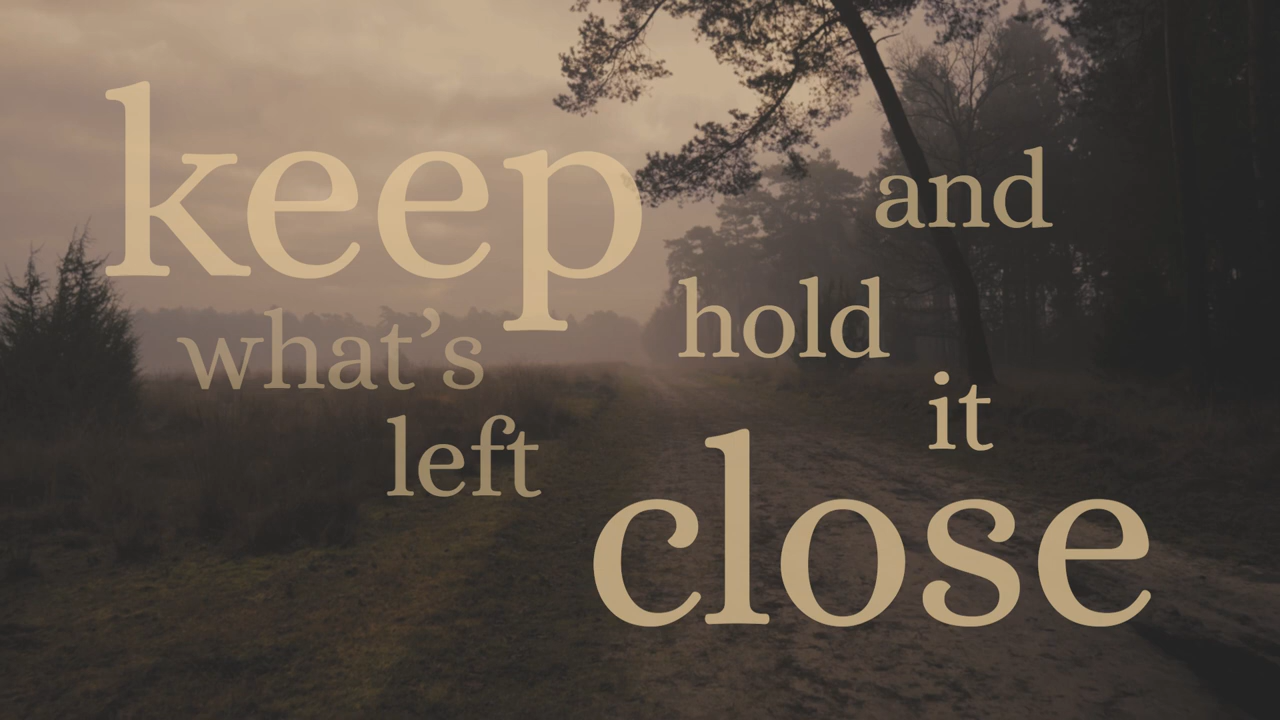 keep
what’s
left
and
hold
it
close